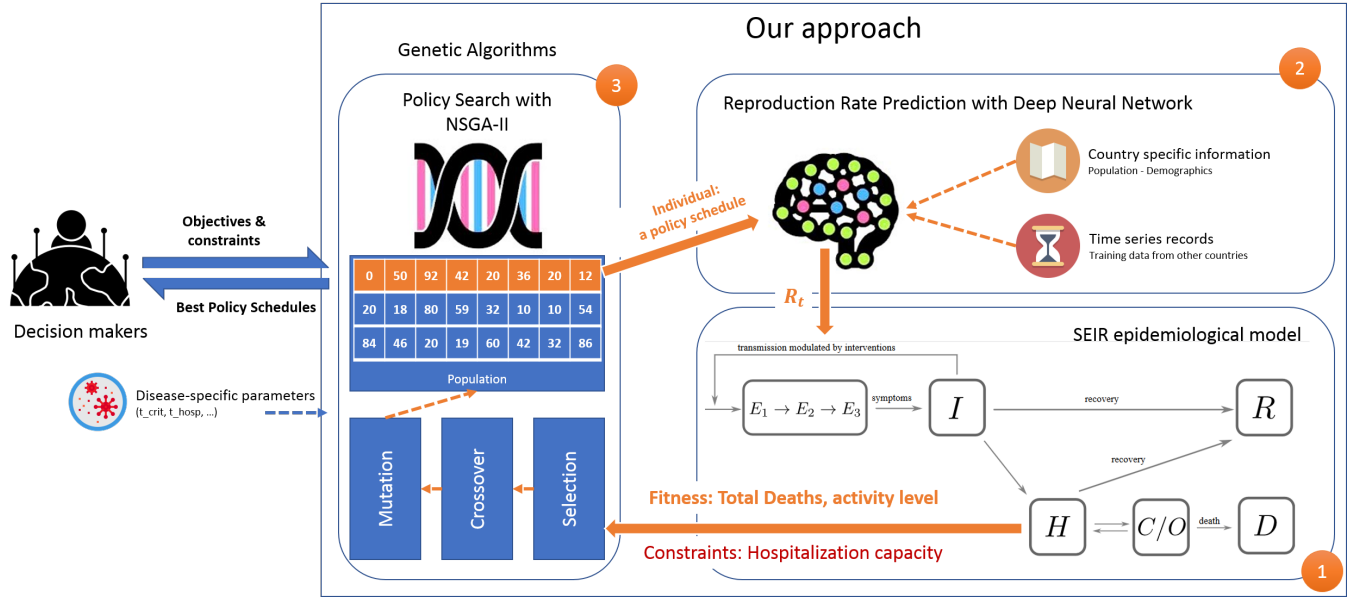 Our approach
Genetic Algorithms
3
Policy Search with
NSGA-II
Individual:
a policy schedule
0 50 92 42 20 36 20 12
20 18 80 59 32 10 10 54
84 46 20 19 60 42 32 86
Population
Mutation
Crossover
Selection
Objectives &
constraints
Best Policy Schedules
Decision makers
Disease-specific parameters
(t_crit, t_hosp, ...)
2
Reproduction Rate Prediction with Deep Neural Network
Country specific information
Population - Demographics
Time series records
Training data from other countries
R_t
SEIR epidemiological model
transmission modulated by interventions
E_1 → E_2 → E_3
symptoms
I
recovery
R
recovery
H
C/O
death
D
Fitness: Total Deaths, activity level
Constraints: Hospitalization capacity
1